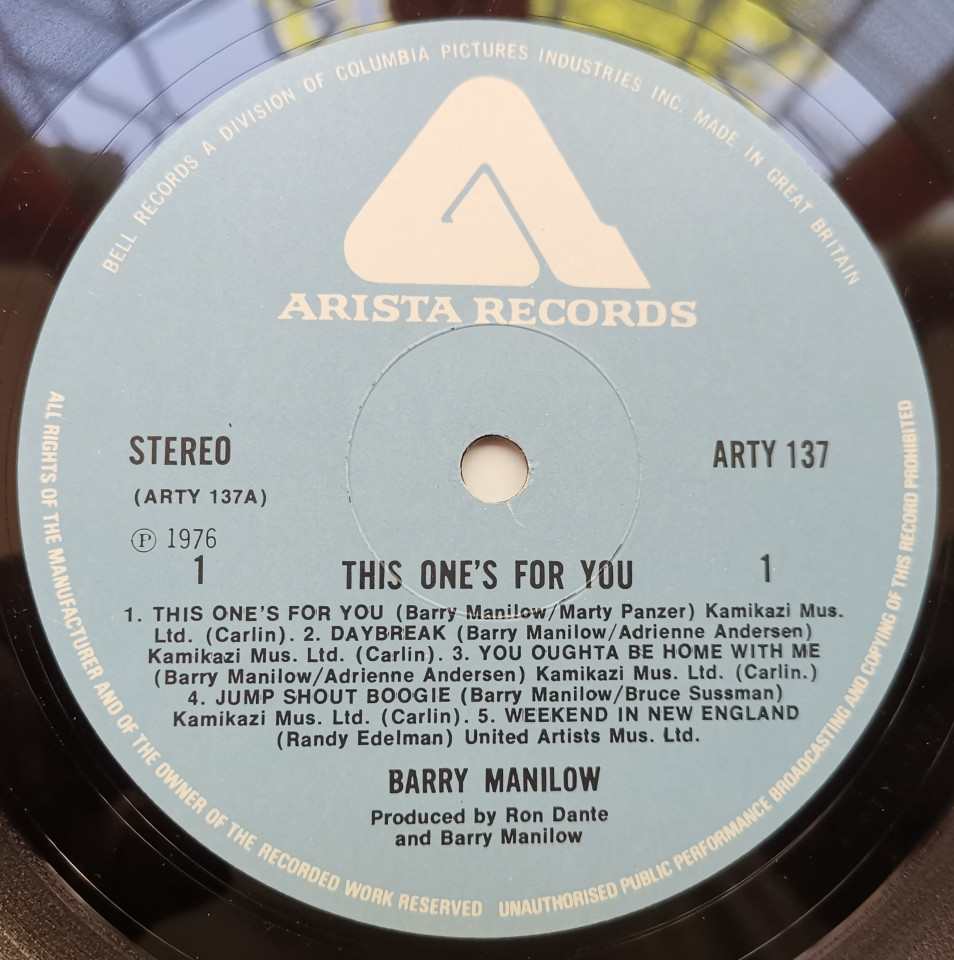 BELL RECORDS A DIVISION OF COLUMBIA PICTURES INDUSTRIES INC. MADE IN GREAT BRITAIN
ARISTA RECORDS
STEREO
ARTY 137
(ARTY 137A)
Ⓟ 1976
1 THIS ONE'S FOR YOU 1
1. THIS ONE'S FOR YOU (Barry Manilow/Marty Panzer) Kamikazi Mus.
Ltd. (Carlin). 2. DAYBREAK (Barry Manilow/Adrienne Andersen)
Kamikazi Mus. Ltd. (Carlin). 3. YOU OUGHTA BE HOME WITH ME
(Barry Manilow/Adrienne Andersen) Kamikazi Mus. Ltd. (Carlin.)
4. JUMP SHOUT BOOGIE (Barry Manilow/Bruce Sussman)
Kamikazi Mus. Ltd. (Carlin). 5. WEEKEND IN NEW ENGLAND
(Randy Edelman) United Artists Mus. Ltd.
BARRY MANILOW
Produced by Ron Dante
and Barry Manilow
ALL RIGHTS OF THE MANUFACTURER AND OF THE OWNER OF THE RECORDED WORK RESERVED UNAUTHORISED PUBLIC PERFORMANCE BROADCASTING AND COPYING OF THIS RECORD PROHIBITED